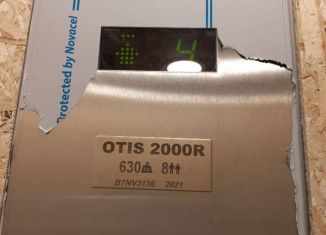 Protected by Novacel
4
OTIS 2000R
630 8
B7NV3136 2021